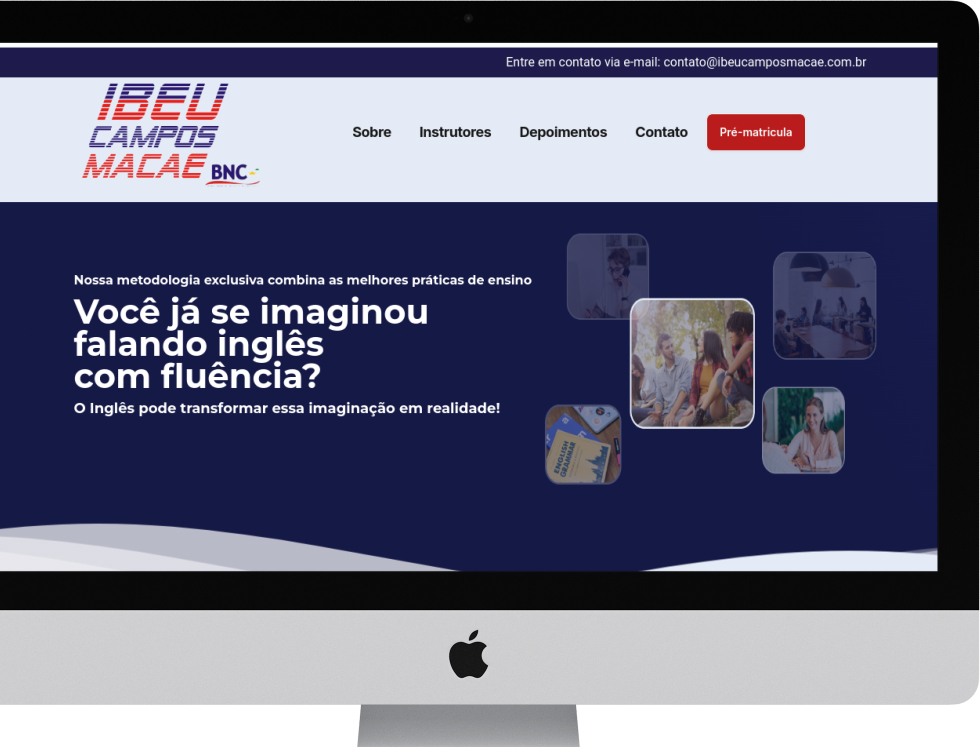 Entre em contato via e-mail: contato@ibeucamposmacae.com.br
IBEU
CAMPOS
MACAE BNC
Sobre Instrutores Depoimentos Contato Pré-matricula
Nossa metodologia exclusiva combina as melhores práticas de ensino
Você já se imaginou
falando inglês
com fluência?
O Inglês pode transformar essa imaginação em realidade!
ENGLISH
GRAMMAR